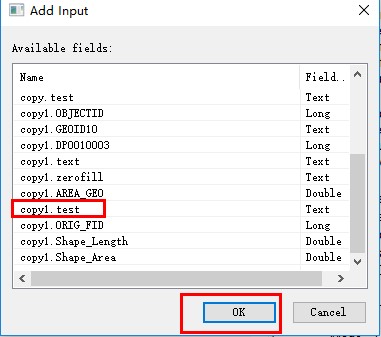 Add Input
Available fields:
Name Field..
copy.test Text
copy1.OBJECTID Long
copy1.GEOID10 Text
copy1.DP0010003 Long
copy1.text Text
copy1.zerofill Text
copy1.AREA_GEO Double
copy1.test Text
copy1.ORIG_FID Long
copy1.Shape_Length Double
copy1.Shape_Area Double
OK Cancel